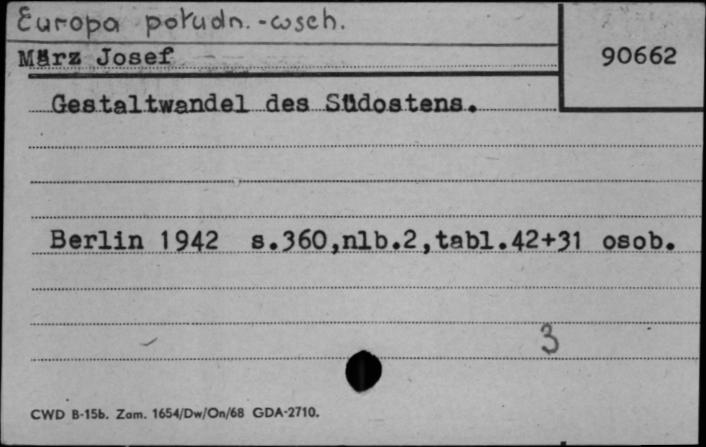 Europa połudn.-wsch.
März Josef
90662
Gestaltwandel des Südostens.
Berlin 1942 s.360,nlb.2,tabl.42+31 osob.
3
CWD B-15b. Zam. 1654/Dw/On/68 GDA-2710.